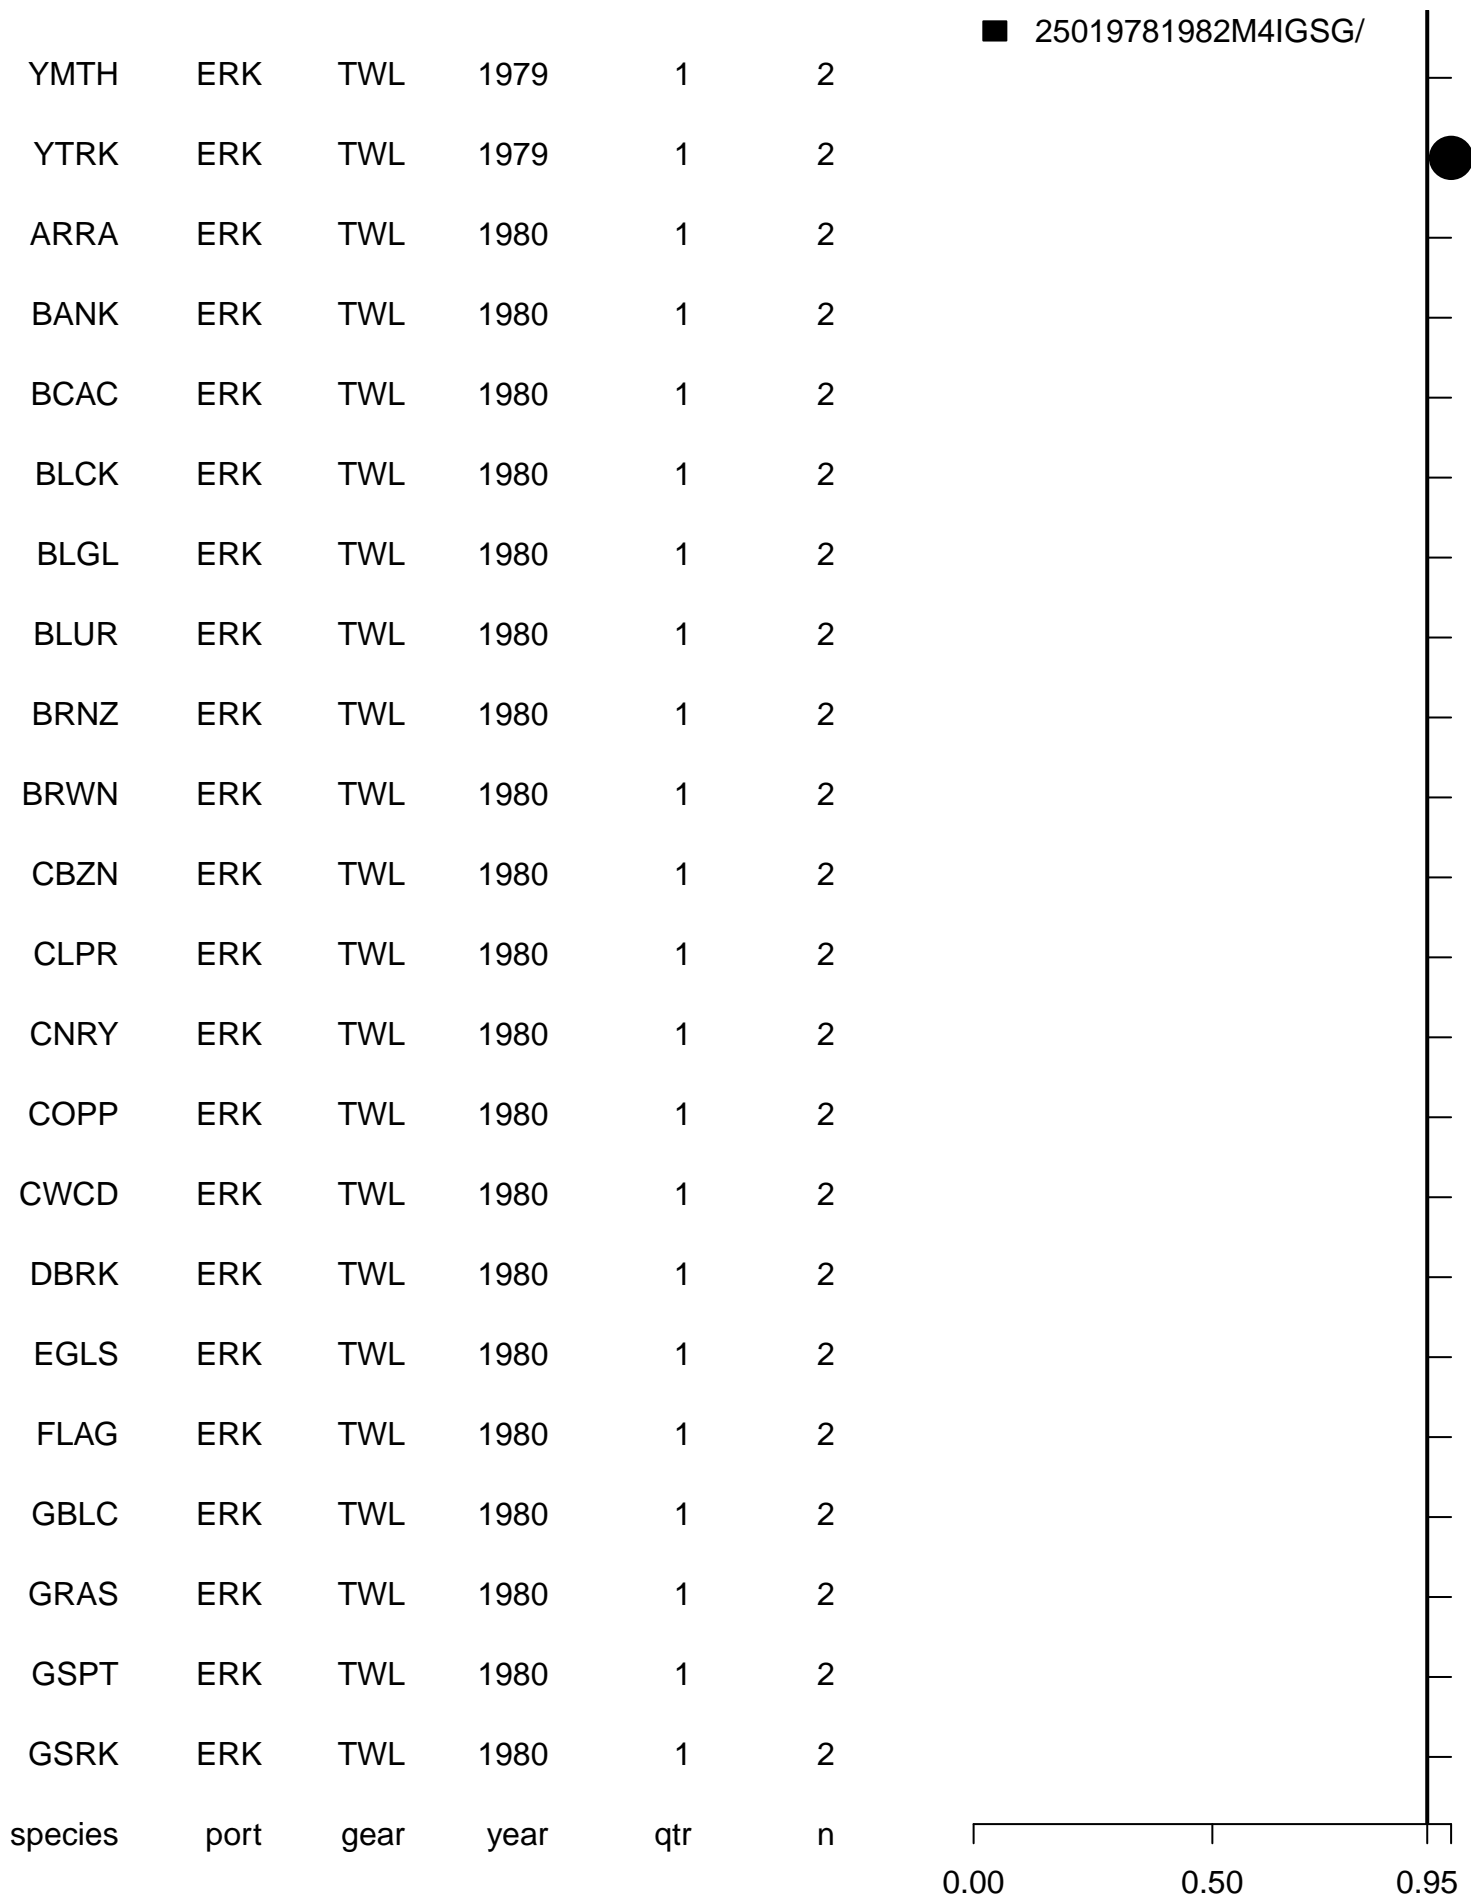 25019781982M4IGSG/
YMTH ERK TWL 1979 1 2
YTRK ERK TWL 1979 1 2
ARRA ERK TWL 1980 1 2
BANK ERK TWL 1980 1 2
BCAC ERK TWL 1980 1 2
BLCK ERK TWL 1980 1 2
BLGL ERK TWL 1980 1 2
BLUR ERK TWL 1980 1 2
BRNZ ERK TWL 1980 1 2
BRWN ERK TWL 1980 1 2
CBZN ERK TWL 1980 1 2
CLPR ERK TWL 1980 1 2
CNRY ERK TWL 1980 1 2
COPP ERK TWL 1980 1 2
CWCD ERK TWL 1980 1 2
DBRK ERK TWL 1980 1 2
EGLS ERK TWL 1980 1 2
FLAG ERK TWL 1980 1 2
GBLC ERK TWL 1980 1 2
GRAS ERK TWL 1980 1 2
GSPT ERK TWL 1980 1 2
GSRK ERK TWL 1980 1 2
species port gear year qtr n
0.00 0.50 0.95